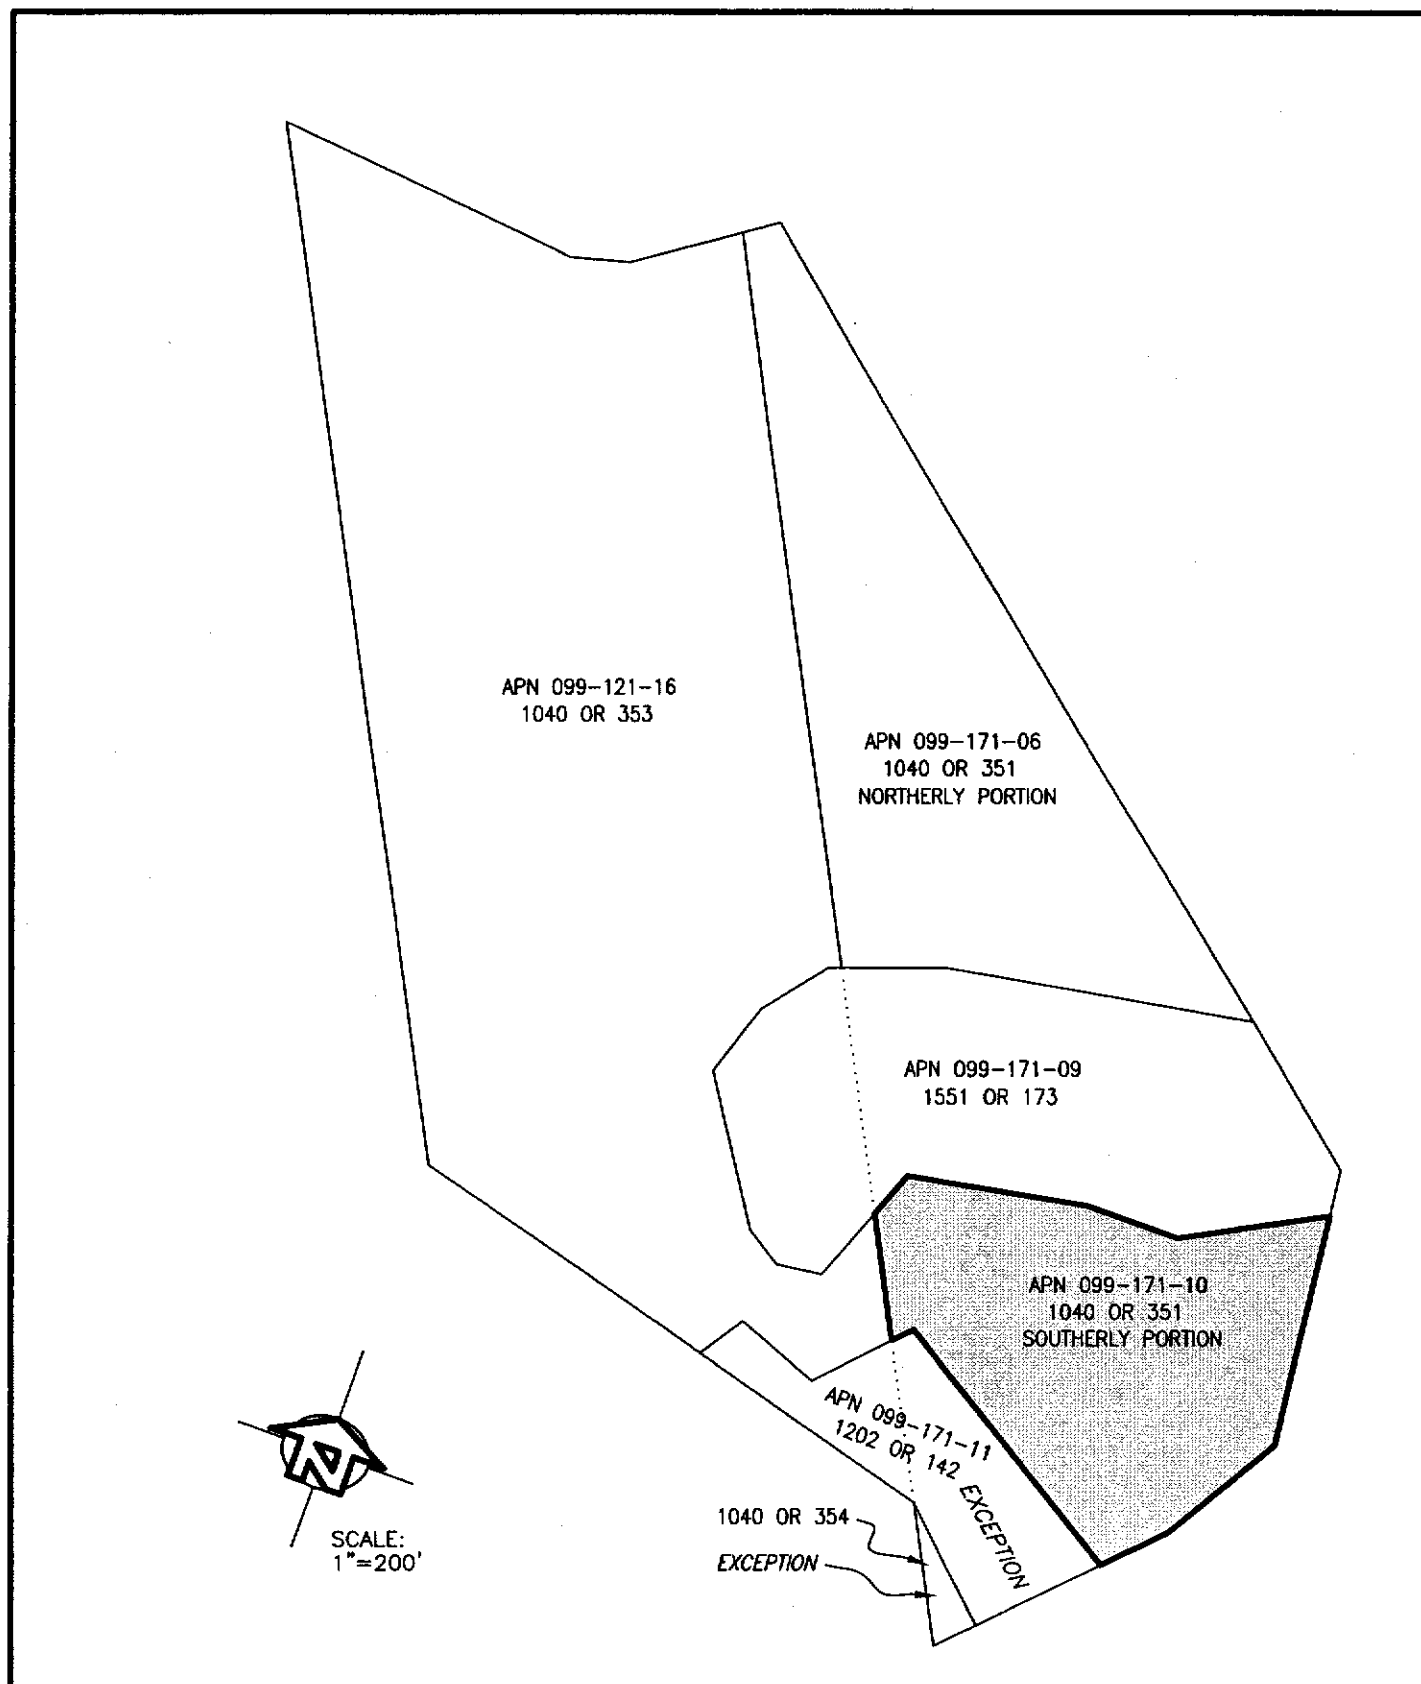 APN 099-121-16
1040 OR 353
APN 099-171-06
1040 OR 351
NORTHERLY PORTION
APN 099-171-09
1551 OR 173
APN 099-171-10
1040 OR 351
SOUTHERLY PORTION
APN 099-171-11
1202 OR 142
EXCEPTION
1040 OR 354
EXCEPTION
N
SCALE:
1"=200'